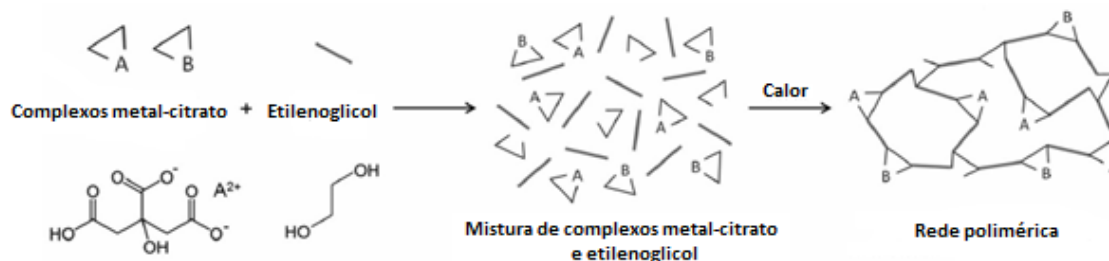 A B
Complexos metal-citrato + Etilenoglicol
Calor
O O⁻ O A²⁺
O HO O⁻
OH
OH
HO
B A B A B A A B B
Mistura de complexos metal-citrato
e etilenoglicol
B A A A B B
Rede polimérica